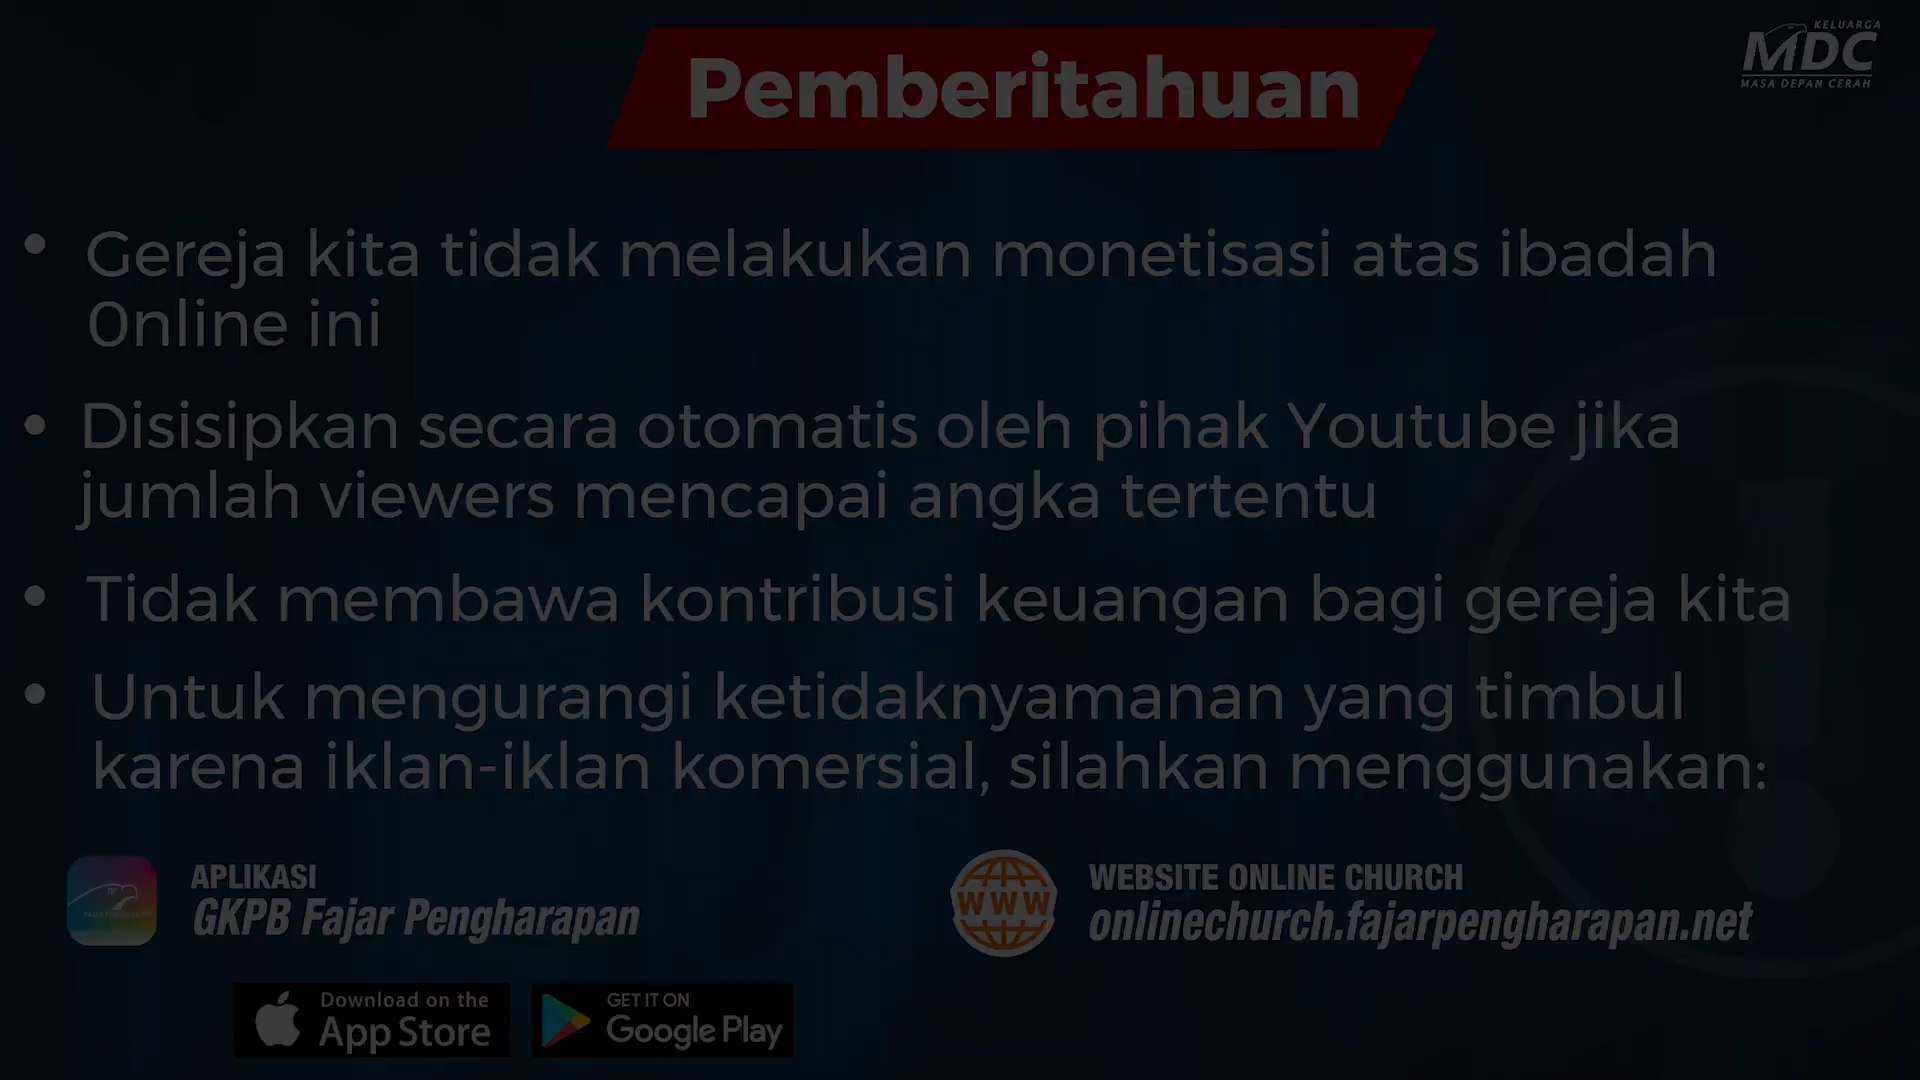 KELUARGA
MDC
MASA DEPAN CERAH
Pemberitahuan
• Gereja kita tidak melakukan monetisasi atas ibadah
0nline ini
• Disisipkan secara otomatis oleh pihak Youtube jika
jumlah viewers mencapai angka tertentu
• Tidak membawa kontribusi keuangan bagi gereja kita
• Untuk mengurangi ketidaknyamanan yang timbul
karena iklan-iklan komersial, silahkan menggunakan:
APLIKASI
GKPB Fajar Pengharapan
Download on the
App Store
GET IT ON
Google Play
WWW
WEBSITE ONLINE CHURCH
onlinechurch.fajarpengharapan.net